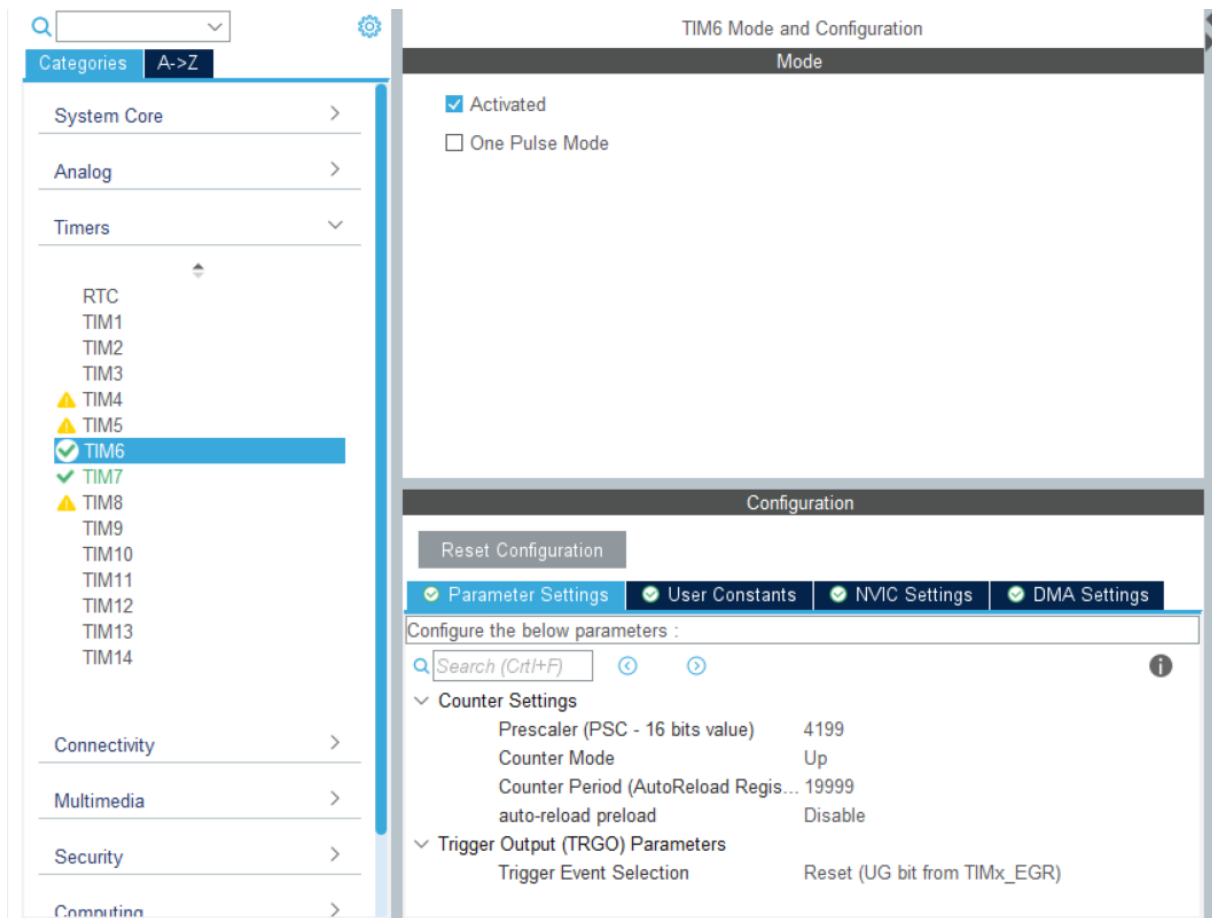 Categories
A->Z
System Core
Analog
Timers
RTC
TIM1
TIM2
TIM3
TIM4
TIM5
TIM6
TIM7
TIM8
TIM9
TIM10
TIM11
TIM12
TIM13
TIM14
Connectivity
Multimedia
Security
Computing
TIM6 Mode and Configuration
Mode
Activated
One Pulse Mode
Configuration
Reset Configuration
Parameter Settings
User Constants
NVIC Settings
DMA Settings
Configure the below parameters :
Search (Crtl+F)
Counter Settings
Prescaler (PSC - 16 bits value) 4199
Counter Mode Up
Counter Period (AutoReload Regis... 19999
auto-reload preload Disable
Trigger Output (TRGO) Parameters
Trigger Event Selection Reset (UG bit from TIMx_EGR)